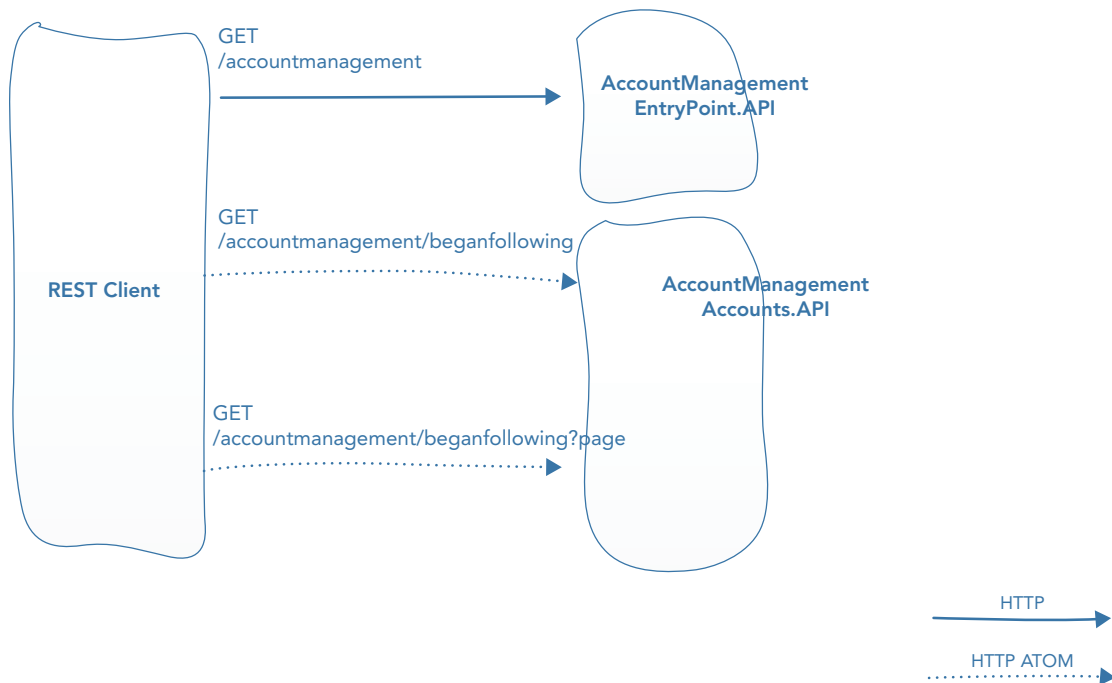 GET
/accountmanagement
AccountManagement
EntryPoint.API
GET
/accountmanagement/beganfollowing
REST Client
AccountManagement
Accounts.API
GET
/accountmanagement/beganfollowing?page
HTTP
HTTP ATOM